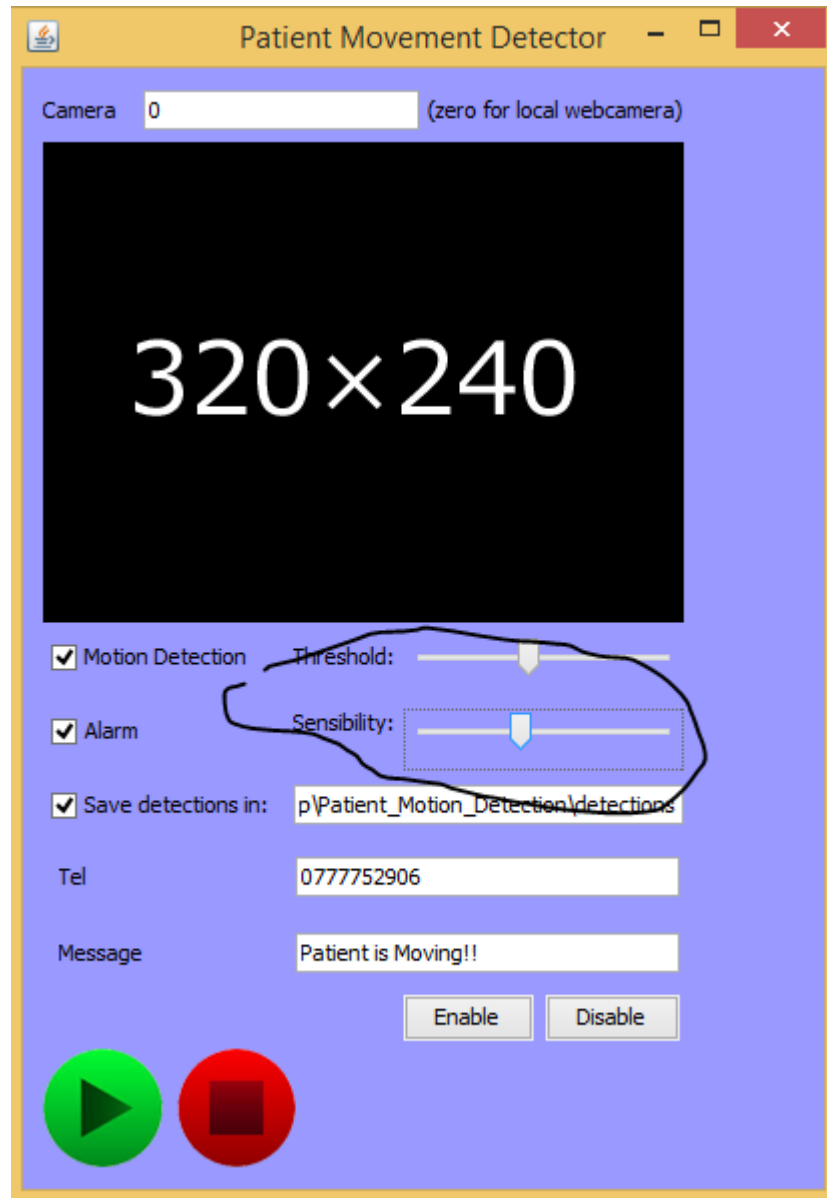 Patient Movement Detector
Camera 0 (zero for local webcamera)
320×240
Motion Detection Threshold:
Alarm Sensibility:
Save detections in: p\Patient_Motion_Detection\detections
Tel 0777752906
Message Patient is Moving!!
Enable Disable